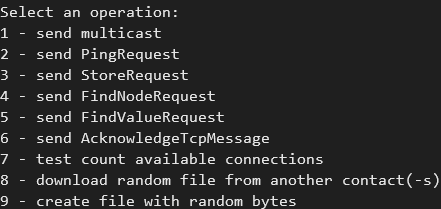 Select an operation:
1 - send multicast
2 - send PingRequest
3 - send StoreRequest
4 - send FindNodeRequest
5 - send FindValueRequest
6 - send AcknowledgeTcpMessage
7 - test count available connections
8 - download random file from another contact(-s)
9 - create file with random bytes